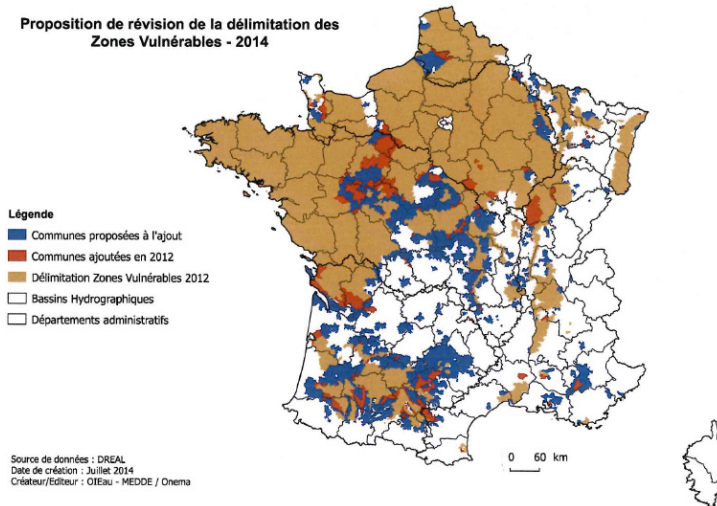 Proposition de révision de la délimitation des
Zones Vulnérables - 2014
Légende
Communes proposées à l'ajout
Communes ajoutées en 2012
Délimitation Zones Vulnérables 2012
Bassins Hydrographiques
Départements administratifs
Source de données : DREAL
Date de création : Juillet 2014
Créateur/Editeur : OIEau - MEDDE / Onema
0 60 km